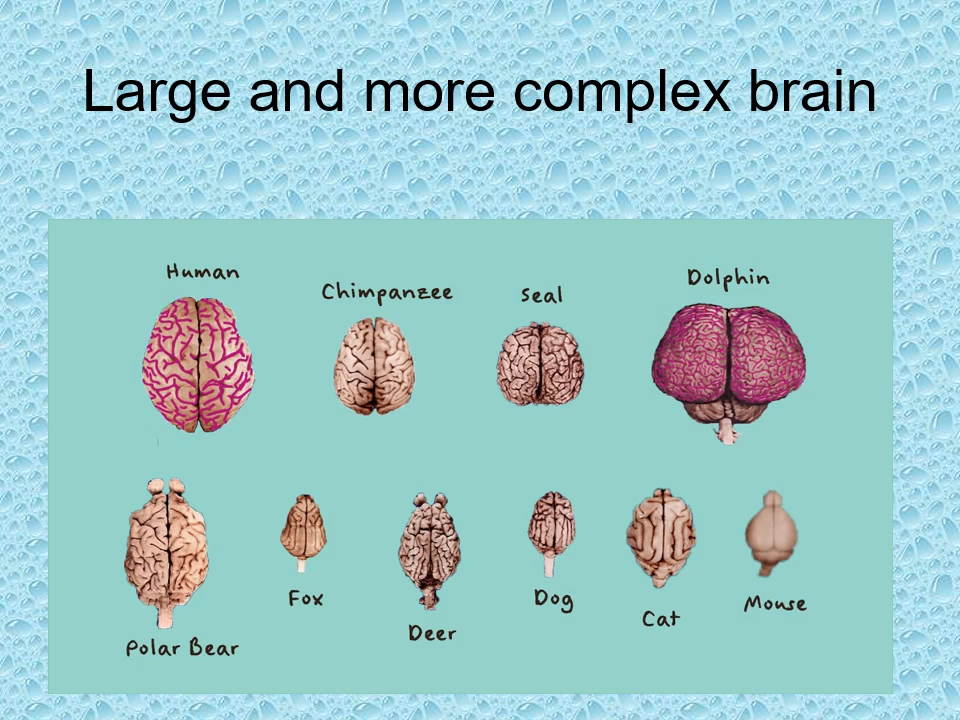 Large and more complex brain
Human
Chimpanzee
Seal
Dolphin
Polar Bear
Fox
Deer
Dog
Cat
Mouse